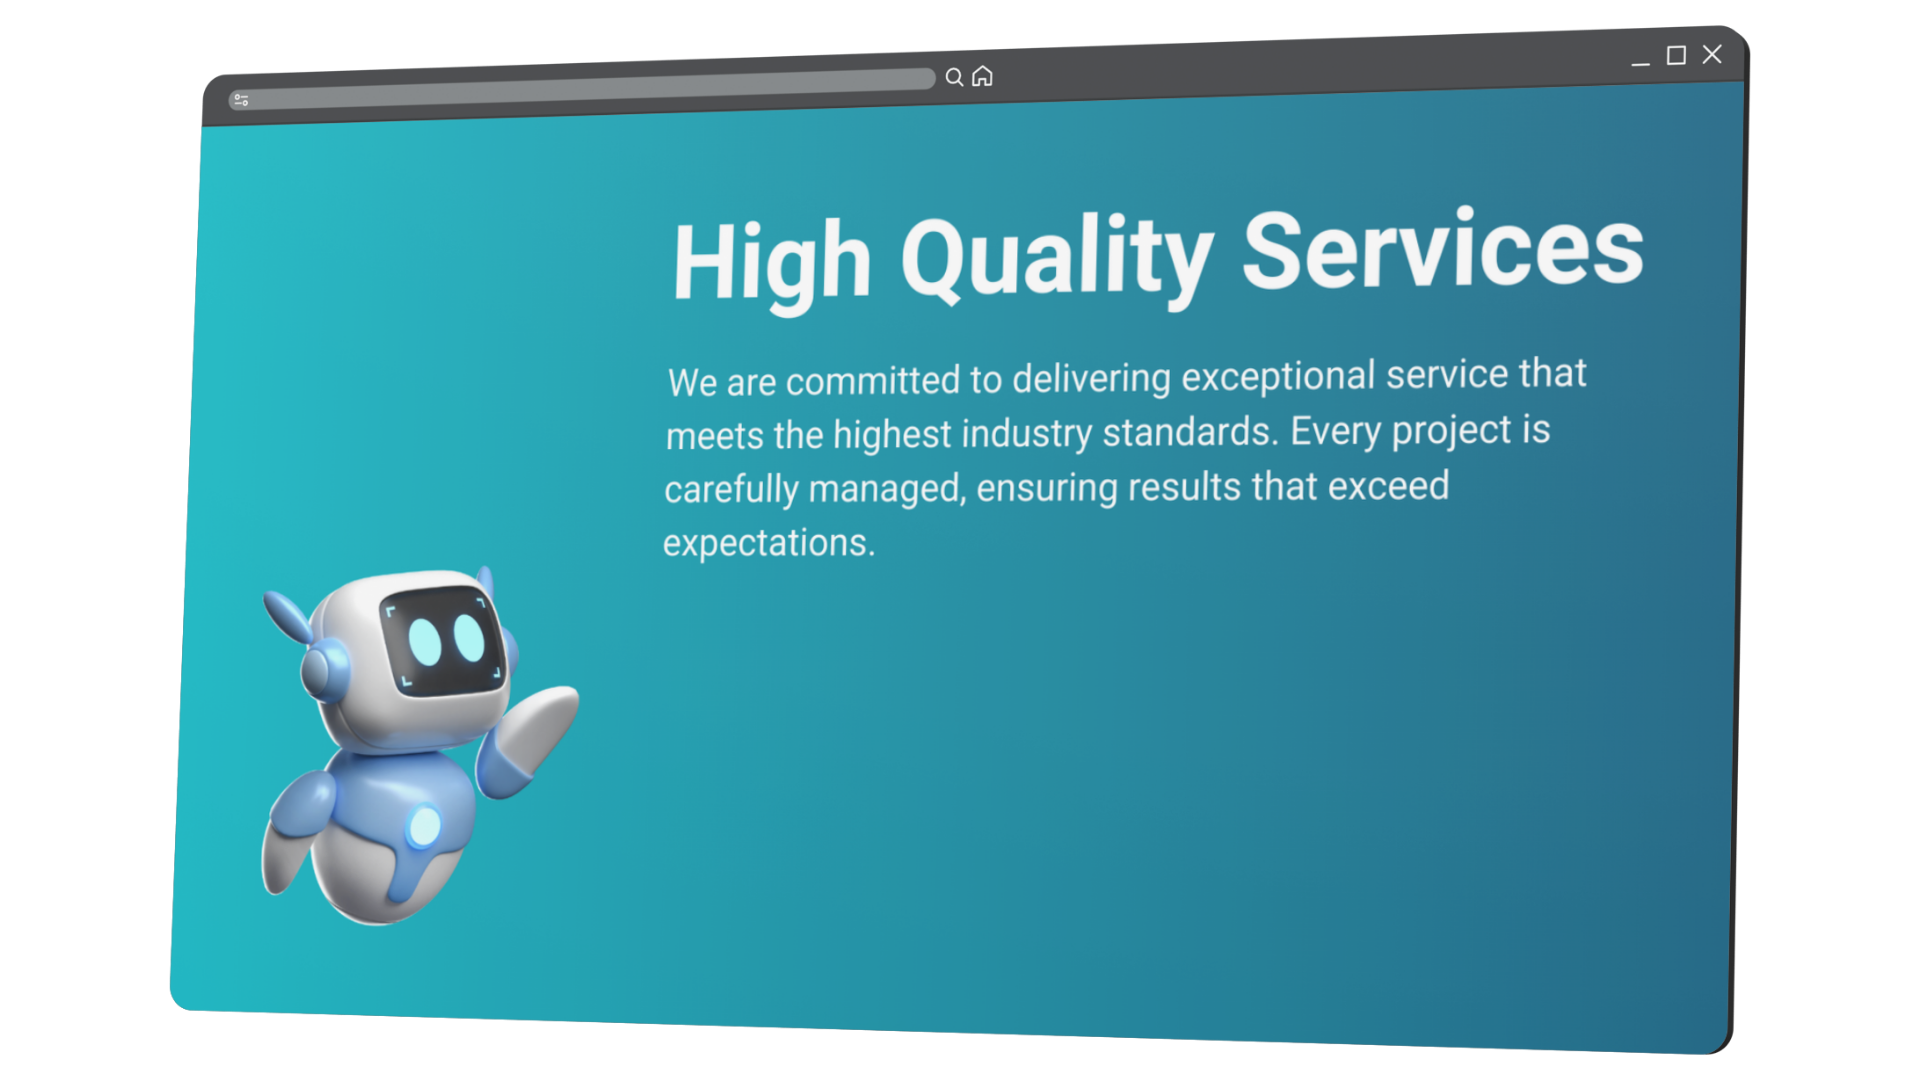 High Quality Services
We are committed to delivering exceptional service that
meets the highest industry standards. Every project is
carefully managed, ensuring results that exceed
expectations.